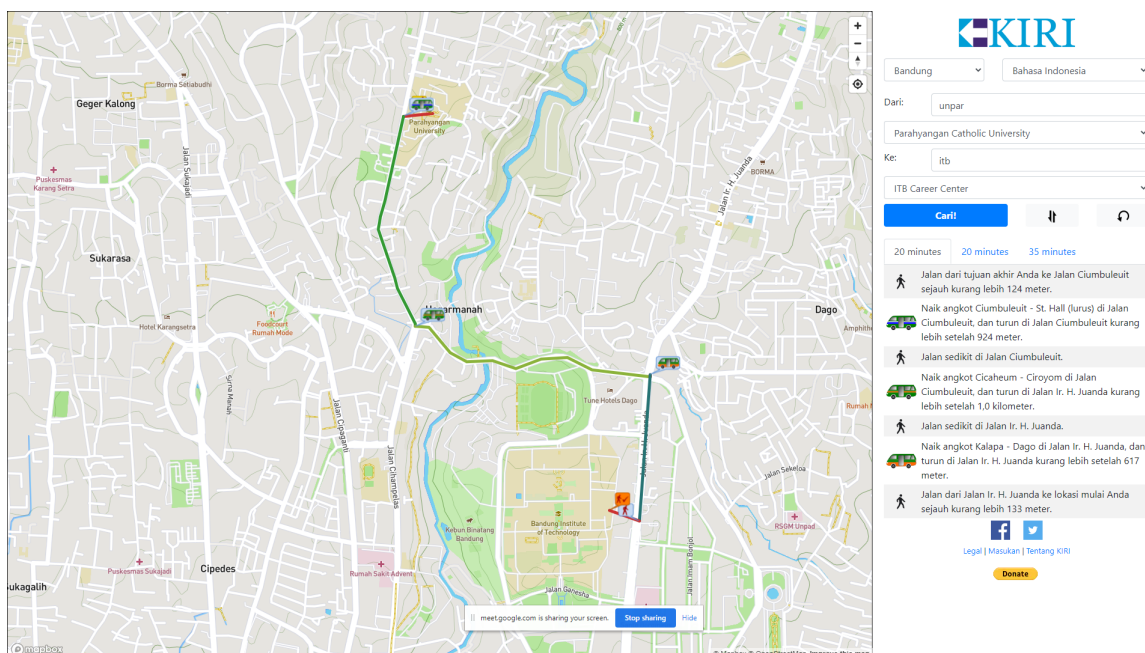 Borma Setiabudhi
Geger Kalong
Parahyangan
University
Puskesmas
Karang Setra
Jalan Sukajadi
BORMA
Jalan Ir. H. Juanda
Sukarasa
Hotel Karangsetra
Foodcourt
Rumah Mode
Dago
Tune Hotels Dago
Sirna Menah
Jalan Cipaganti
Jalan Cihampelas
Jalan Sekeloa
Kebun Binatang
Bandung
Bandung Institute
of Technology
RSGM Unpad
Puskesmas Sukajadi
Cipedes
Rumah Sakit Advent
Jalan Imam Bonjol
Jalan Ganesha
meet.google.com is sharing your screen.
Stop sharing
Hide
mapbox
KIRI
Bandung
Bahasa Indonesia
Dari:
unpar
Parahyangan Catholic University
Ke:
itb
ITB Career Center
Cari!
20 minutes
20 minutes
35 minutes
Jalan dari tujuan akhir Anda ke Jalan Ciumbuleuit
sejauh kurang lebih 124 meter.
Naik angkot Ciumbuleuit - St. Hall (lurus) di Jalan
Ciumbuleuit, dan turun di Jalan Ciumbuleuit kurang
lebih setelah 924 meter.
Jalan sedikit di Jalan Ciumbuleuit.
Naik angkot Cicaheum - Ciroyom di Jalan
Ciumbuleuit, dan turun di Jalan Ir. H. Juanda kurang
lebih setelah 1,0 kilometer.
Jalan sedikit di Jalan Ir. H. Juanda.
Naik angkot Kalapa - Dago di Jalan Ir. H. Juanda, dan
turun di Jalan Ir. H. Juanda kurang lebih setelah 617
meter.
Jalan dari Jalan Ir. H. Juanda ke lokasi mulai Anda
sejauh kurang lebih 133 meter.
Legal | Masukan | Tentang KIRI
Donate